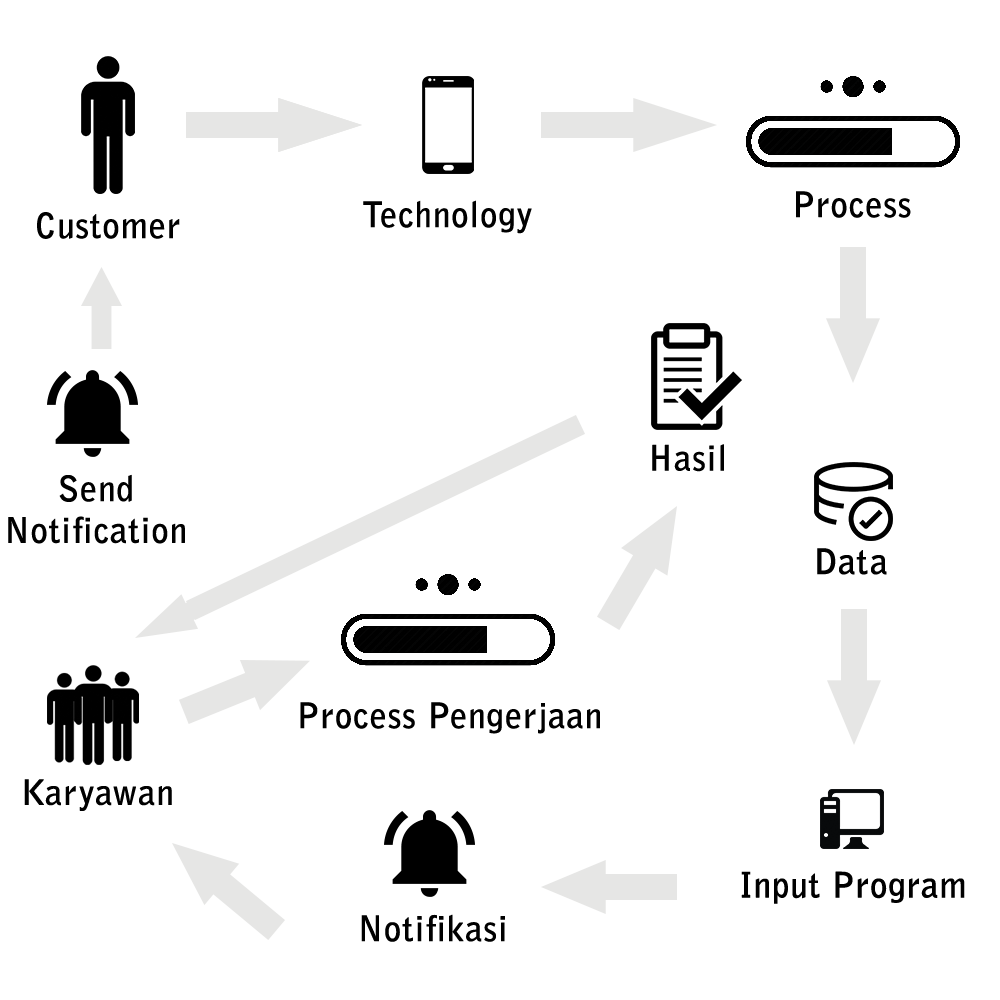 Customer
Technology
Process
Hasil
Send
Notification
Data
Process Pengerjaan
Karyawan
Input Program
Notifikasi